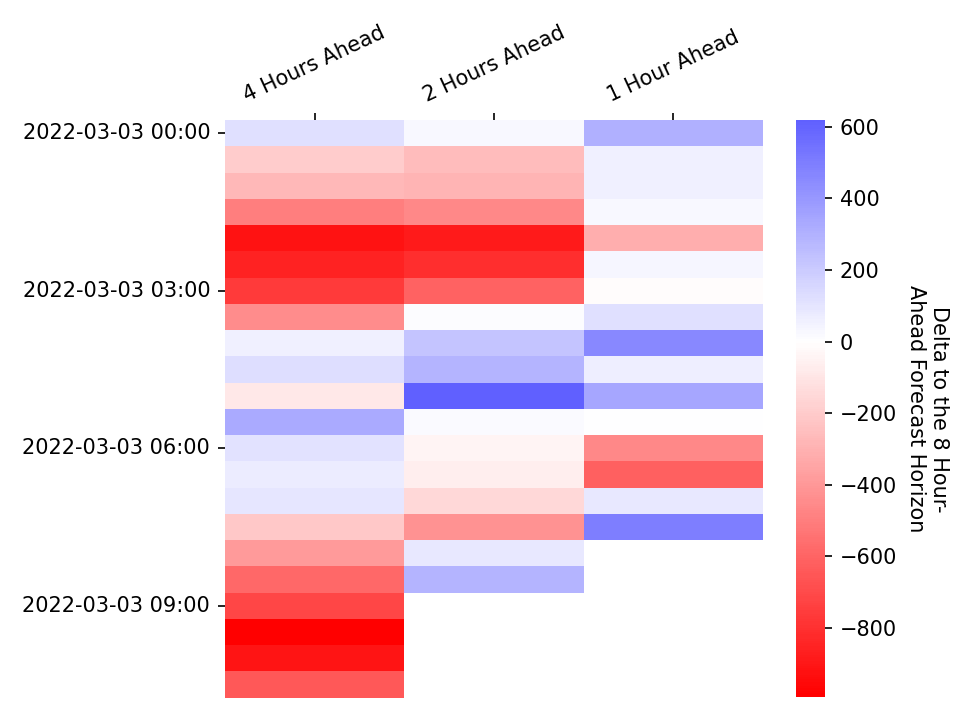 4 Hours Ahead
2 Hours Ahead
1 Hour Ahead
2022-03-03 00:00
2022-03-03 03:00
2022-03-03 06:00
2022-03-03 09:00
600
400
200
0
−200
−400
−600
−800
Delta to the 8 Hour-
Ahead Forecast Horizon